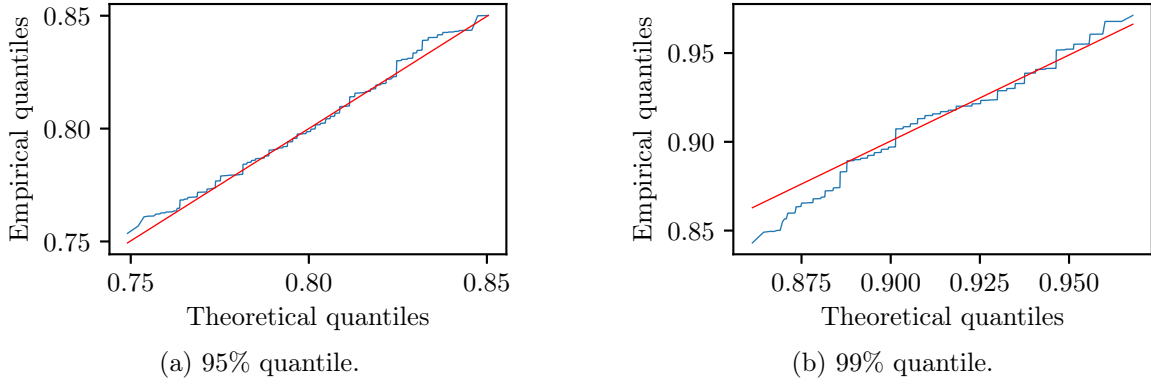 Empirical quantiles
0.85
0.80
0.75
0.75 0.80 0.85
Theoretical quantiles
(a) 95% quantile.
Empirical quantiles
0.95
0.90
0.85
0.875 0.900 0.925 0.950
Theoretical quantiles
(b) 99% quantile.